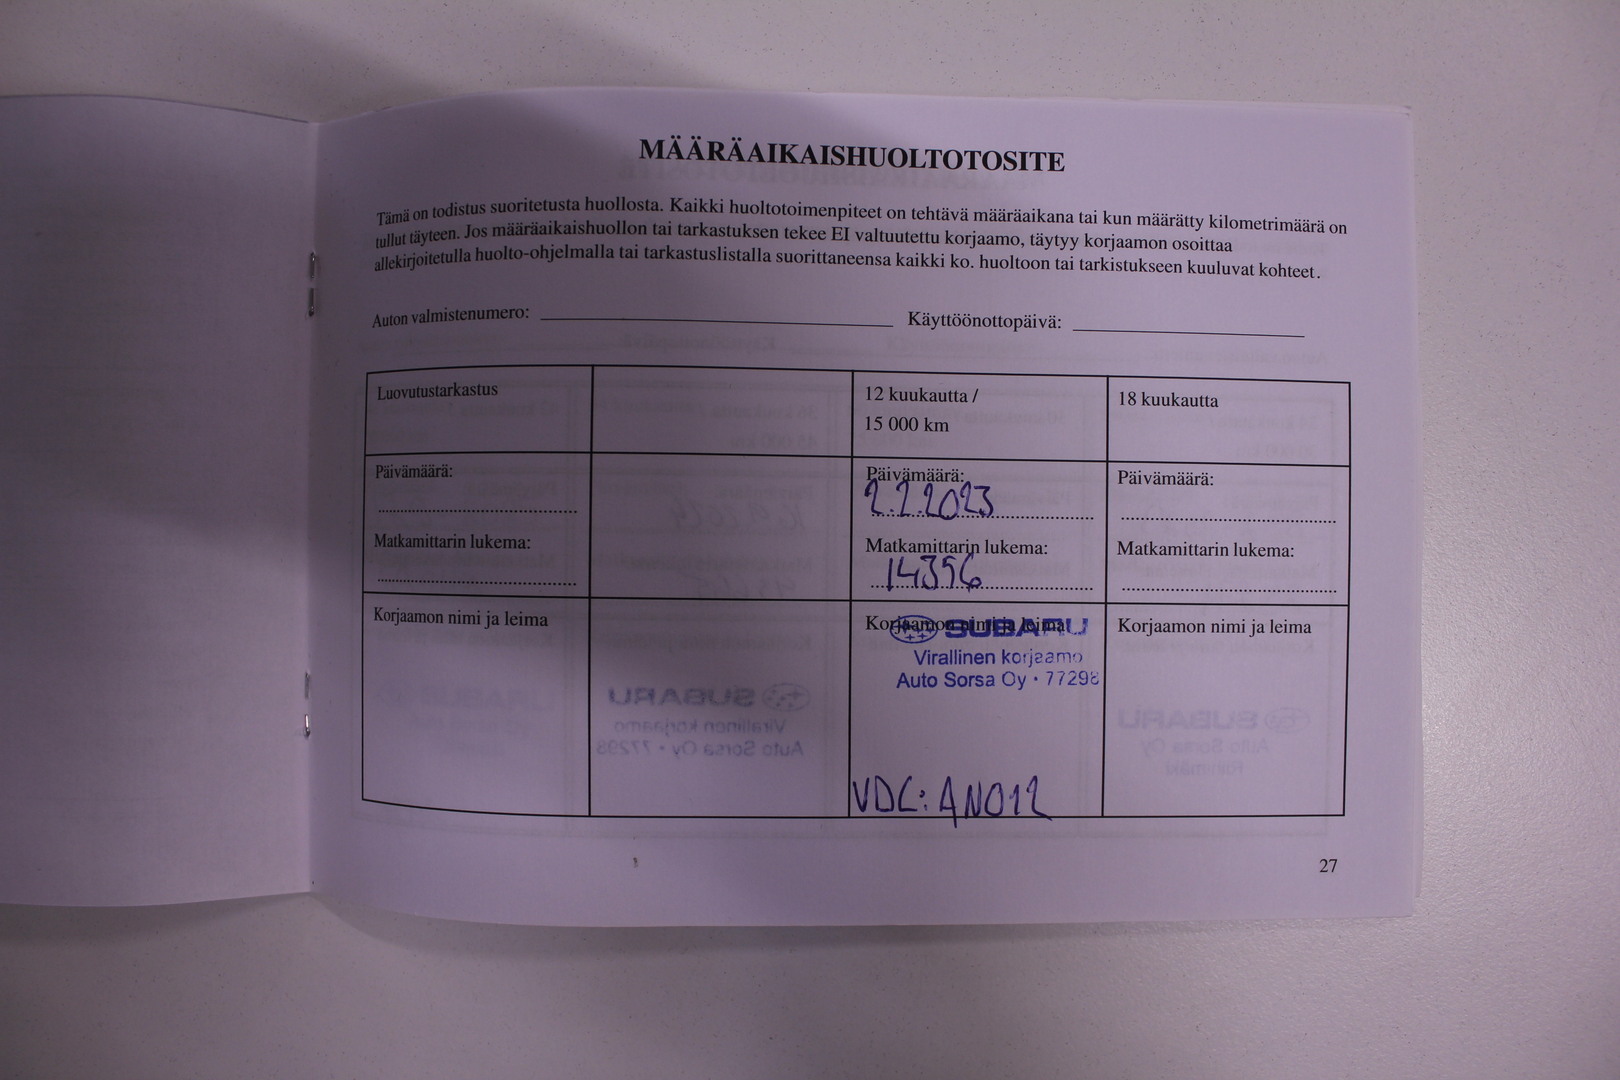 MÄÄRÄAIKAISHUOLTOTOSITE
Tämä on todistus suoritetusta huollosta. Kaikki huoltotoimenpiteet on tehtävä määräaikana tai kun määrätty kilometrimäärä on
tullut täyteen. Jos määräaikaishuollon tai tarkastuksen tekee EI valtuutettu korjaamo, täytyy korjaamon osoittaa
allekirjoitetulla huolto-ohjelmalla tai tarkastuslistalla suorittaneensa kaikki ko. huoltoon tai tarkistukseen kuuluvat kohteet.
Auton valmistenumero: Käyttöönottopäivä:
Luovutustarkastus
Päivämäärä:
Matkamittarin lukema:
Korjaamon nimi ja leima
12 kuukautta /
15 000 km
Päivämäärä:
2.2.2023
Matkamittarin lukema:
14356
Korjaamon nimi ja leima
SUBARU
Virallinen korjaamo
Auto Sorsa Oy • 77298
VDC: AN012
18 kuukautta
Päivämäärä:
Matkamittarin lukema:
Korjaamon nimi ja leima
27